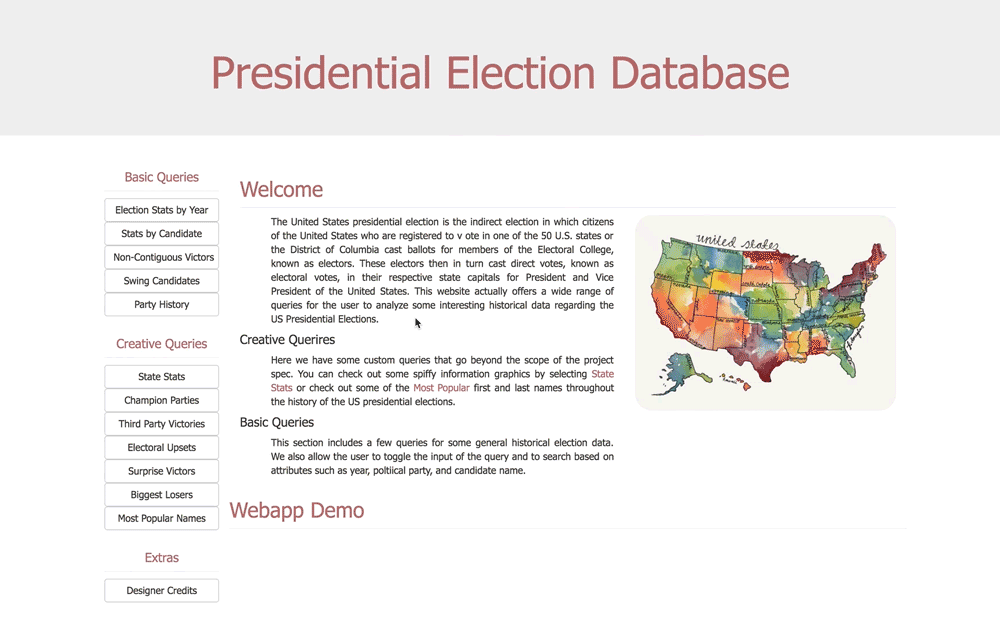 Presidential Election Database
Basic Queries
Election Stats by Year
Stats by Candidate
Non-Contiguous Victors
Swing Candidates
Party History
Creative Queries
State Stats
Champion Parties
Third Party Victories
Electoral Upsets
Surprise Victors
Biggest Losers
Most Popular Names
Extras
Designer Credits
Welcome
The United States presidential election is the indirect election in which citizens
of the United States who are registered to v ote in one of the 50 U.S. states or
the District of Columbia cast ballots for members of the Electoral College,
known as electors. These electors then in turn cast direct votes, known as
electoral votes, in their respective state capitals for President and Vice
President of the United States. This website actually offers a wide range of
queries for the user to analyze some interesting historical data regarding the
US Presidential Elections.
Creative Querires
Here we have some custom queries that go beyond the scope of the project
spec. You can check out some spiffy information graphics by selecting State
Stats or check out some of the Most Popular first and last names throughout
the history of the US presidential elections.
Basic Queries
This section includes a few queries for some general historical election data.
We also allow the user to toggle the input of the query and to search based on
attributes such as year, poltiical party, and candidate name.
united states
Webapp Demo